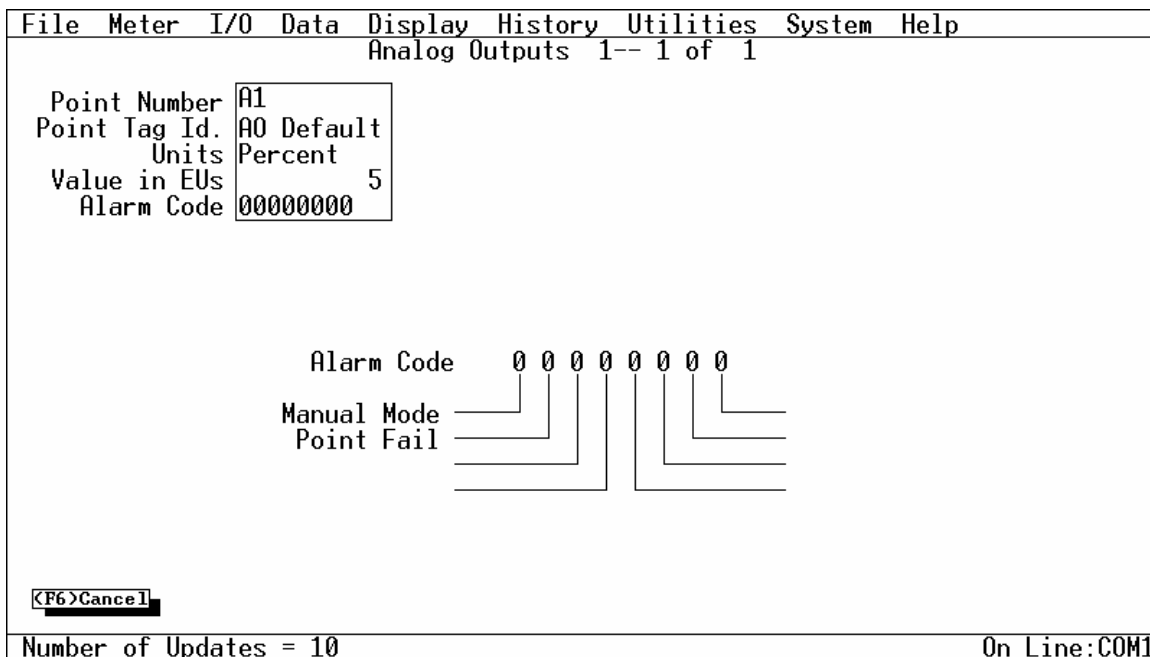 File Meter I/O Data Display History Utilities System Help
Analog Outputs 1-- 1 of 1
Point Number A1
Point Tag Id. AO Default
Units Percent
Value in EUs 5
Alarm Code 00000000
Alarm Code 0 0 0 0 0 0 0 0
Manual Mode
Point Fail
(F6)Cancel
Number of Updates = 10 On Line:COM1